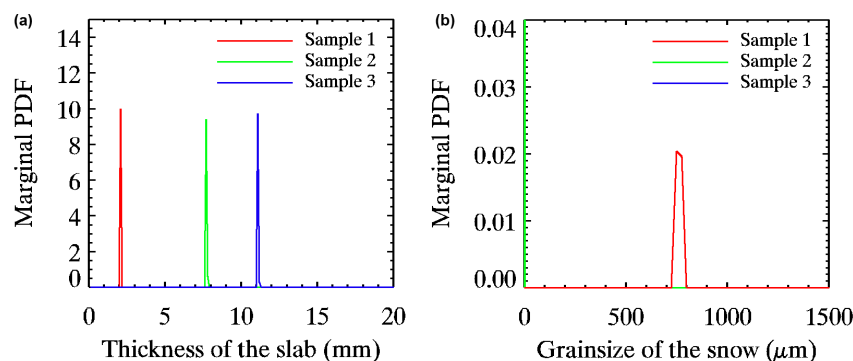 (a)
Marginal PDF
14
12
10
8
6
4
2
0
Sample 1
Sample 2
Sample 3
0 5 10 15 20
Thickness of the slab (mm)
(b)
Marginal PDF
0.04
0.03
0.02
0.01
0.00
Sample 1
Sample 2
Sample 3
0 500 1000 1500
Grainsize of the snow (μm)